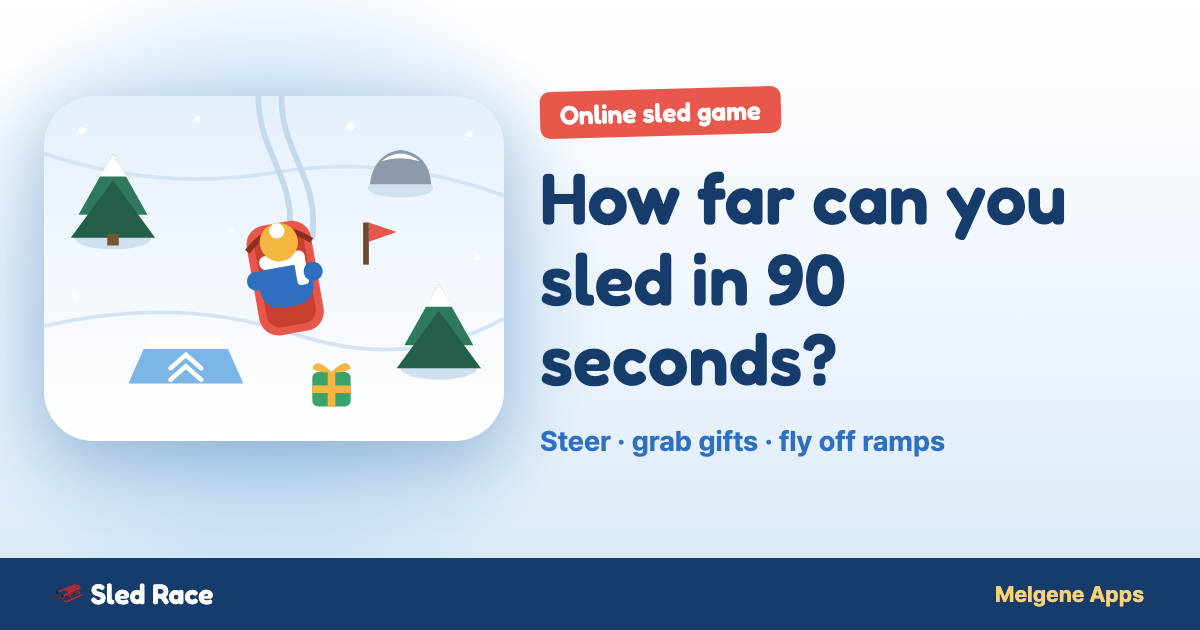 Online sled game
How far can you
sled in 90
seconds?
Steer · grab gifts · fly off ramps
Sled Race
Melgene Apps